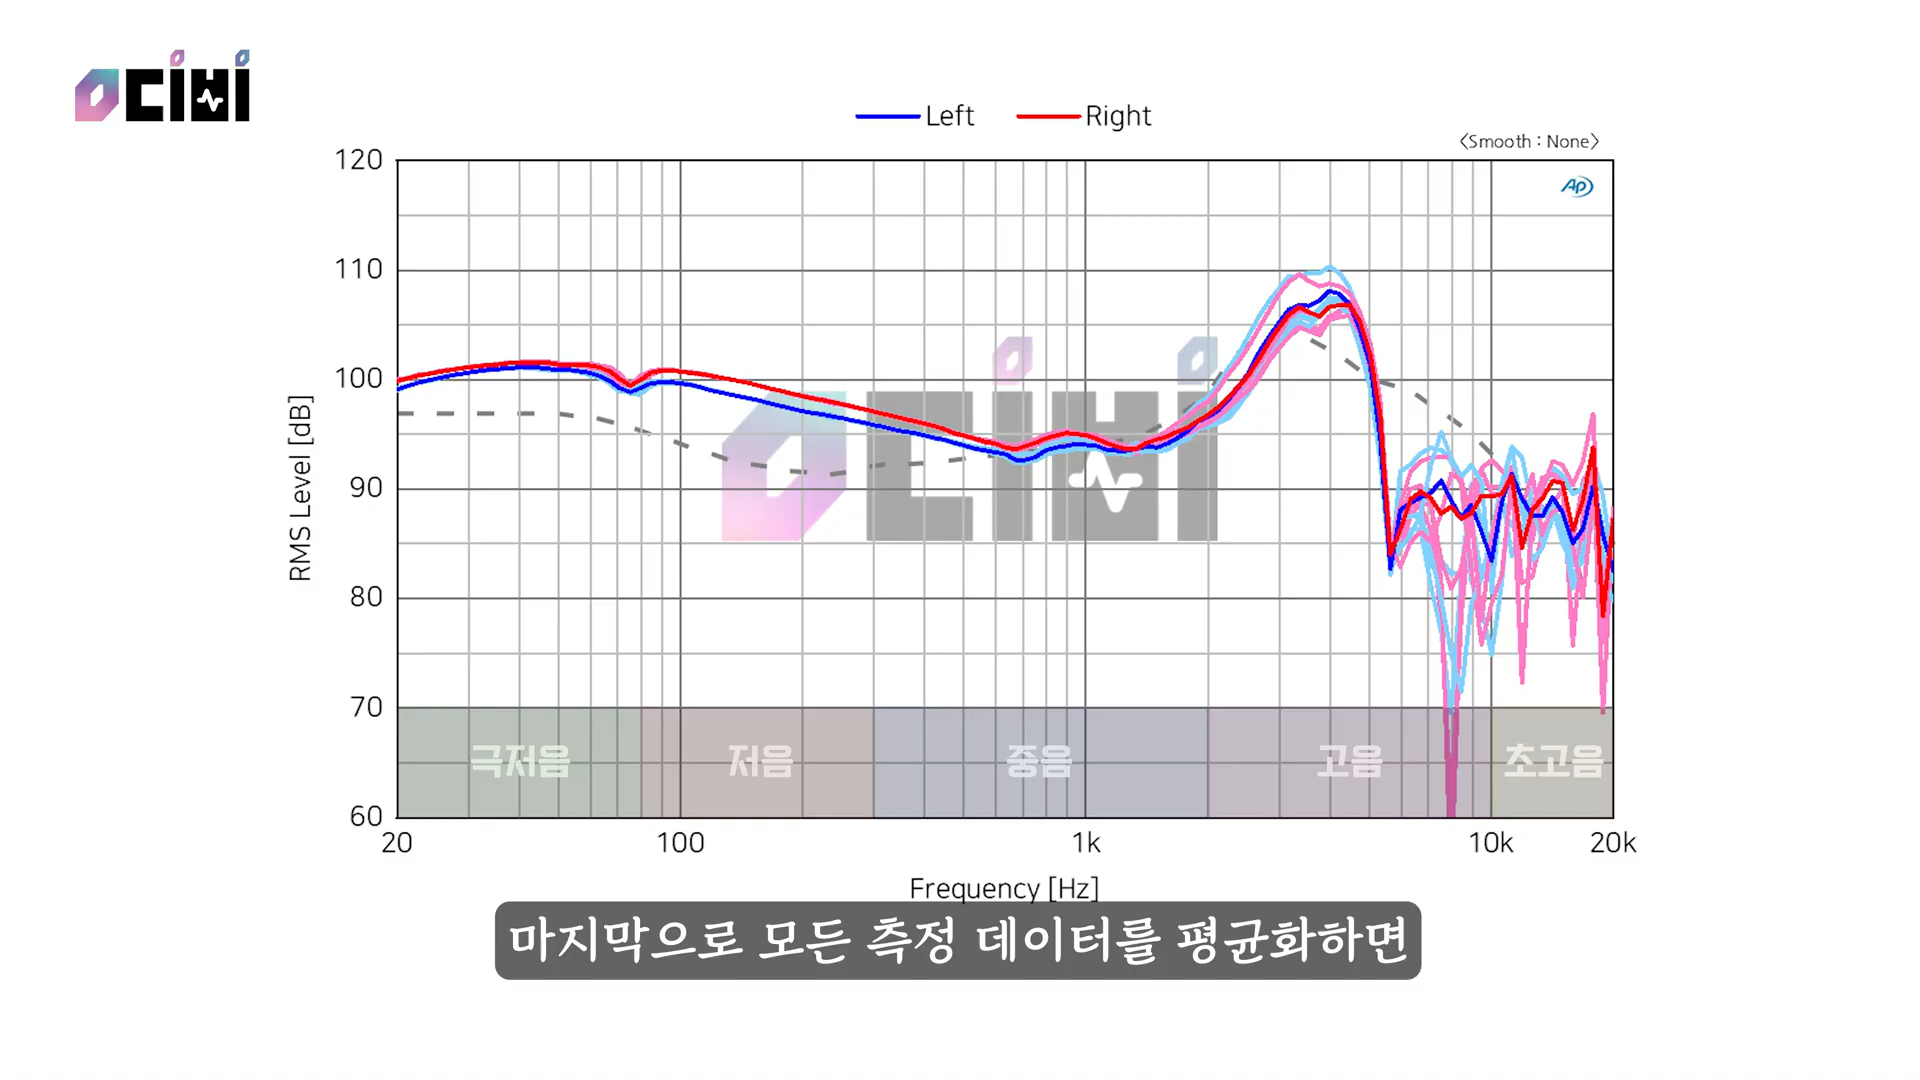 Left
Right
<Smooth : None>
120
110
100
90
80
70
60
RMS Level [dB]
극저음
저음
중음
고음
초고음
20
100
1k
10k
20k
Frequency [Hz]
마지막으로 모든 측정 데이터를 평균화하면